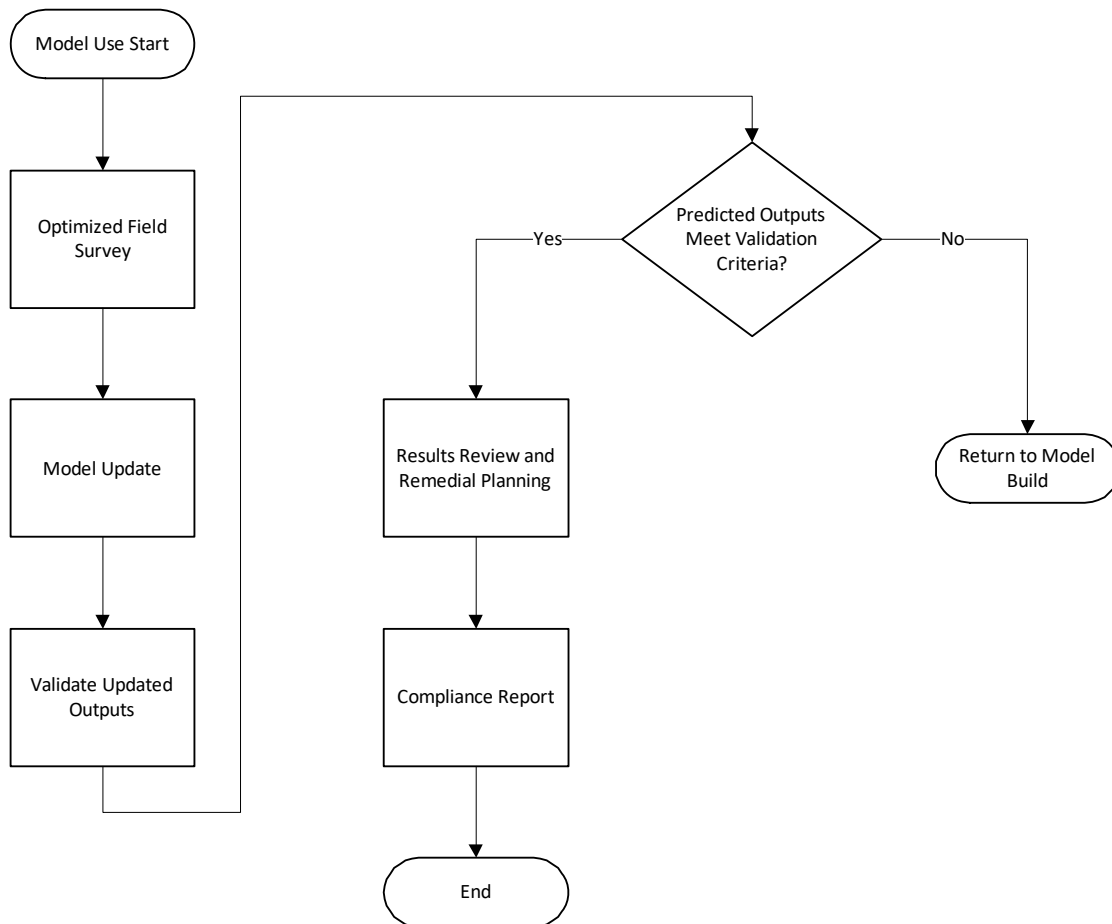 Model Use Start
Optimized Field
Survey
Model Update
Validate Updated
Outputs
Predicted Outputs
Meet Validation
Criteria?
Yes
No
Results Review and
Remedial Planning
Compliance Report
End
Return to Model
Build